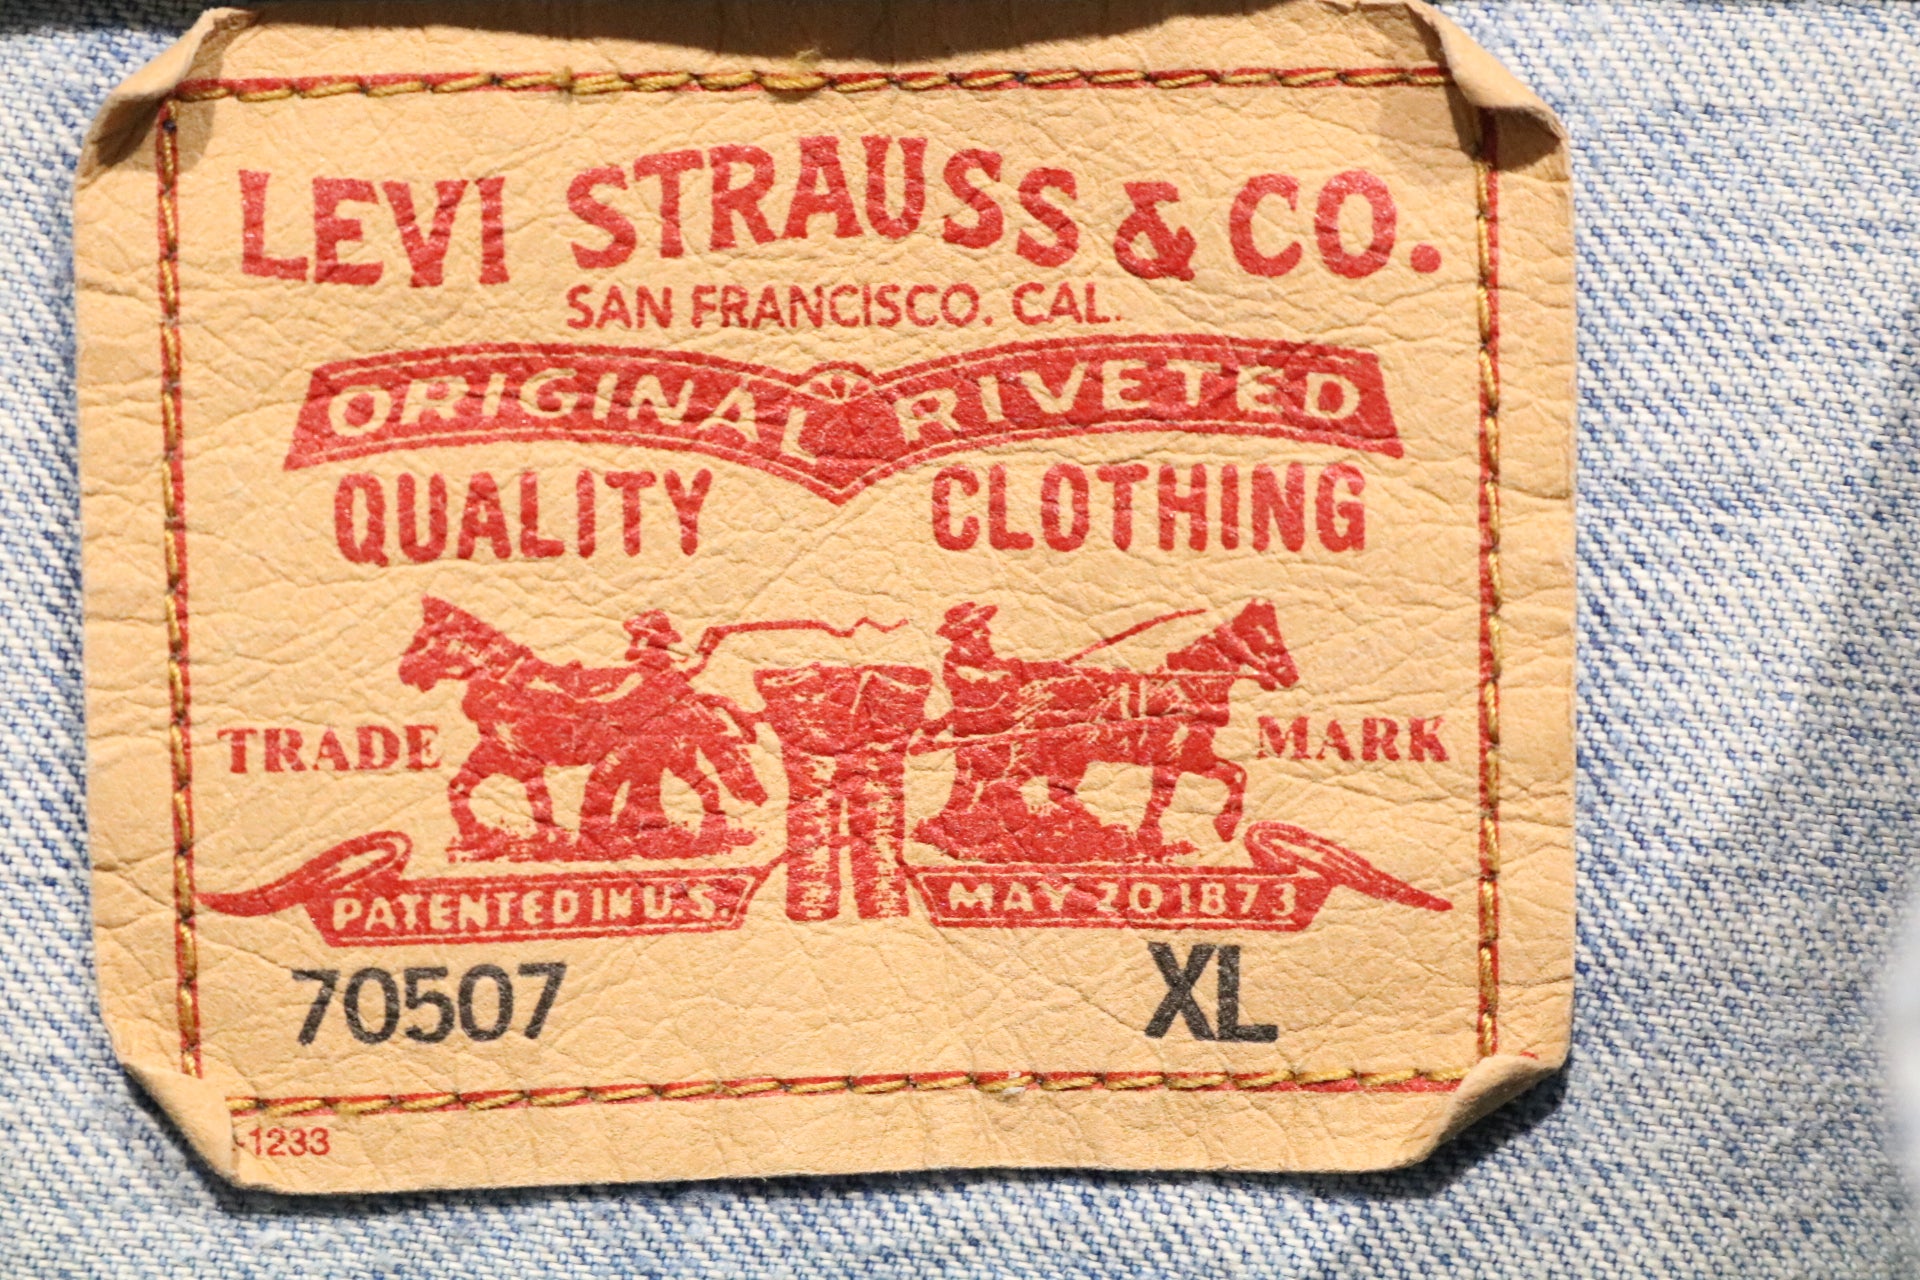 LEVI STRAUSS & CO.
SAN FRANCISCO. CAL.
ORIGINAL RIVETED
QUALITY CLOTHING
TRADE MARK
PATENTED IN U.S. MAY 20 1873
70507 XL
-1233